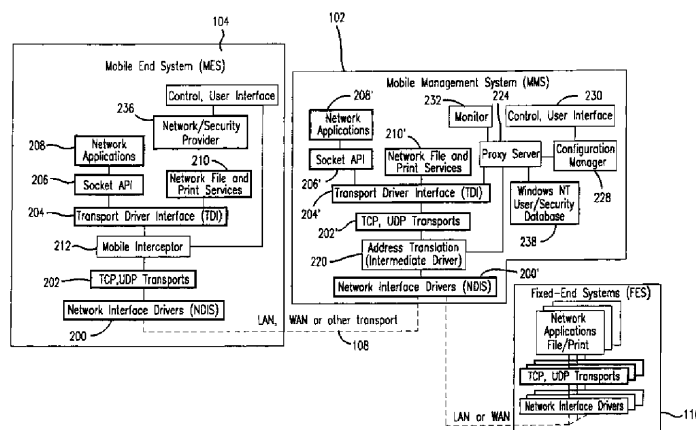 104
Mobile End System (MES)
Control, User Interface
236
Network/Security
Provider
208
Network
Applications
210
206
Socket API
Network File and
Print Services
204
Transport Driver Interface (TDI)
212
Mobile Interceptor
202
TCP,UDP Transports
Network Interface Drivers (NDIS)
200
LAN, WAN or other transport
108
102
Mobile Management System (MMS)
224
208'
232
230
Network
Applications
Monitor
Control, User Interface
210'
Socket API
Network File and
Print Services
Proxy Server
Configuration
Manager
206'
228
Transport Driver Interface (TDI)
204'
Windows NT
User/Security
Database
202'
TCP, UDP Transports
238
220
Address Translation
(Intermediate Driver)
200'
Network Interface Drivers (NDIS)
Fixed-End Systems (FES)
Network
Applications
File/Print
TCP, UDP Transports
Network Interface Drivers
LAN or WAN